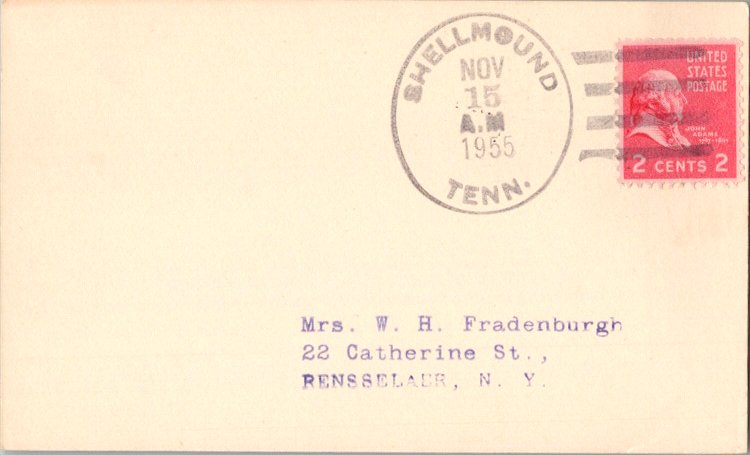 SHELLMOUND
NOV
15
A.M
1955
TENN.
UNITED
STATES
POSTAGE
JOHN
ADAMS
2 CENTS 2
Mrs. W. H. Fradenburgh
22 Catherine St.,
RENSSELAER, N. Y.